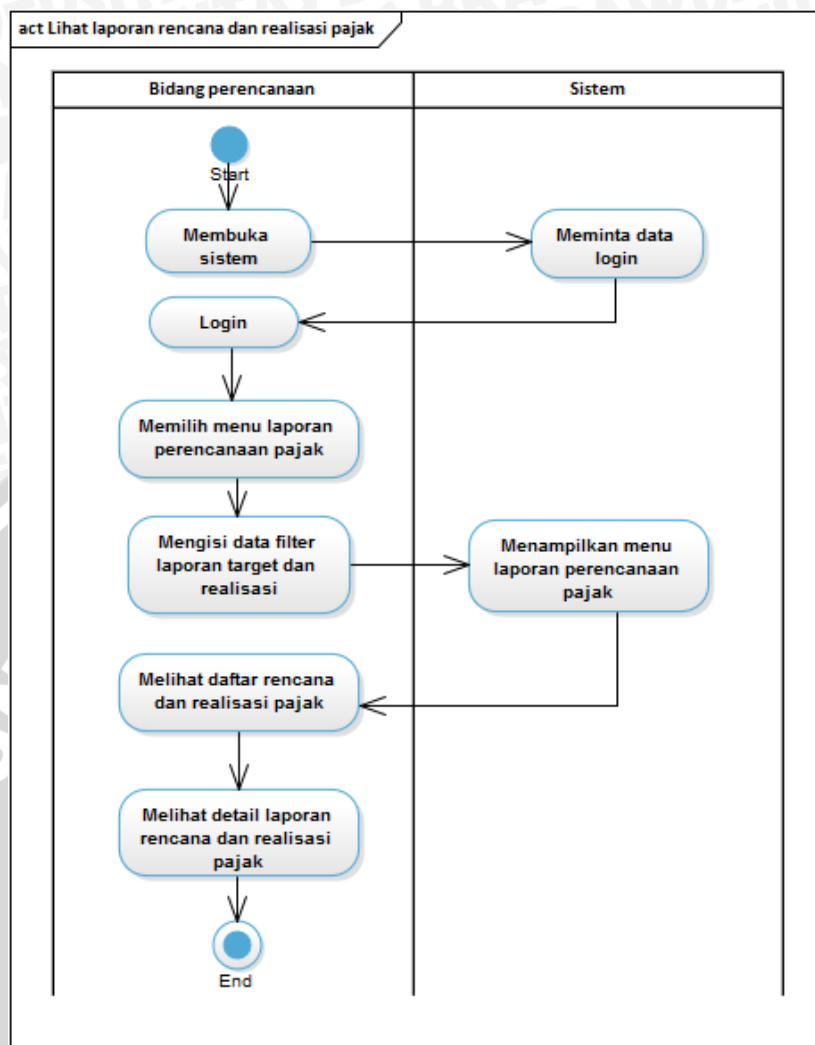 act Lihat laporan rencana dan realisasi pajak
Bidang perencanaan
Sistem
Start
Membuka
sistem
Meminta data
login
Login
Memilih menu laporan
perencanaan pajak
Mengisi data filter
laporan target dan
realisasi
Menampilkan menu
laporan perencanaan
pajak
Melihat daftar rencana
dan realisasi pajak
Melihat detail laporan
rencana dan realisasi
pajak
End